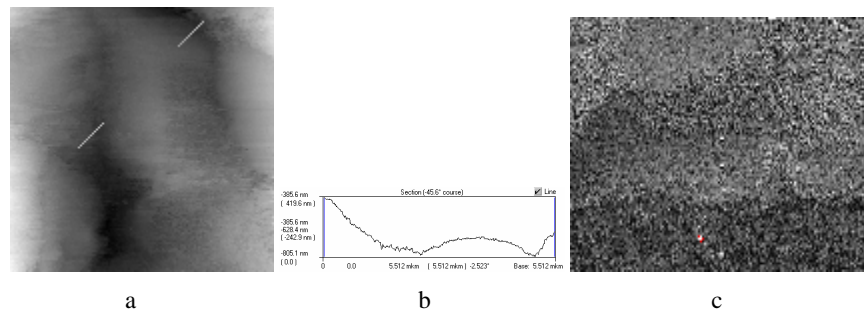 Section (-45.6° course)
Line
-385.6 nm
( 419.6 nm )
-385.6 nm
-628.4 nm
(-242.9 nm )
-805.1 nm
( 0.0 )
0 0.0 5.512 mkm ( 5.512 mkm ) -2.523° Base: 5.512 mkm
a b c